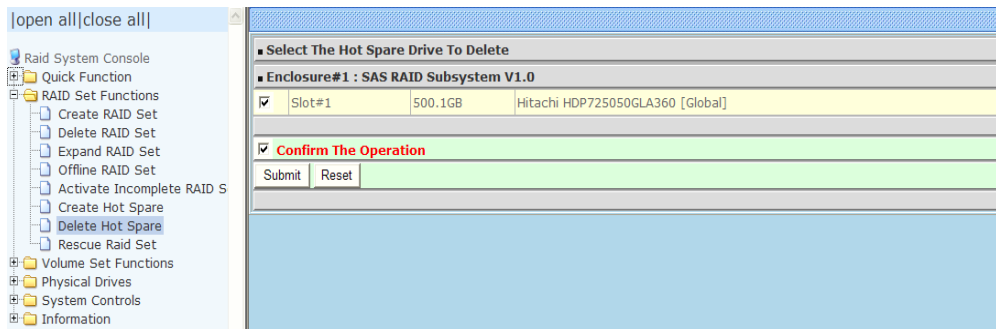 |open all|close all|
Raid System Console
Quick Function
RAID Set Functions
Create RAID Set
Delete RAID Set
Expand RAID Set
Offline RAID Set
Activate Incomplete RAID S
Create Hot Spare
Delete Hot Spare
Rescue Raid Set
Volume Set Functions
Physical Drives
System Controls
Information
Select The Hot Spare Drive To Delete
Enclosure#1 : SAS RAID Subsystem V1.0
Slot#1 500.1GB Hitachi HDP725050GLA360 [Global]
Confirm The Operation
Submit Reset